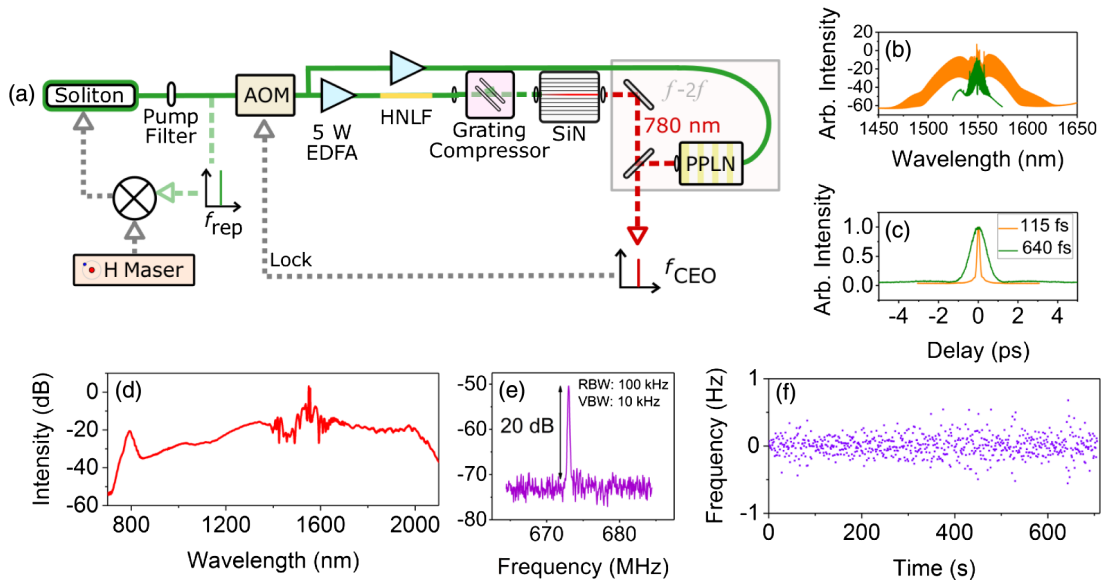 (a)
Soliton
Pump
Filter
AOM
5 W
EDFA
HNLF
Grating
Compressor
SiN
f-2f
780 nm
PPLN
f rep
H Maser
Lock
f CEO
(b)
Arb. Intensity
20
0
-20
-40
-60
1450 1500 1550 1600 1650
Wavelength (nm)
(c)
115 fs
640 fs
Arb. Intensity
1.0
0.5
0.0
-4 -2 0 2 4
Delay (ps)
(d)
Intensity (dB)
0
-20
-40
-60
800 1200 1600 2000
Wavelength (nm)
(e)
RBW: 100 kHz
VBW: 10 kHz
20 dB
-50
-60
-70
-80
670 680
Frequency (MHz)
(f)
Frequency (Hz)
1
0
-1
0 200 400 600
Time (s)